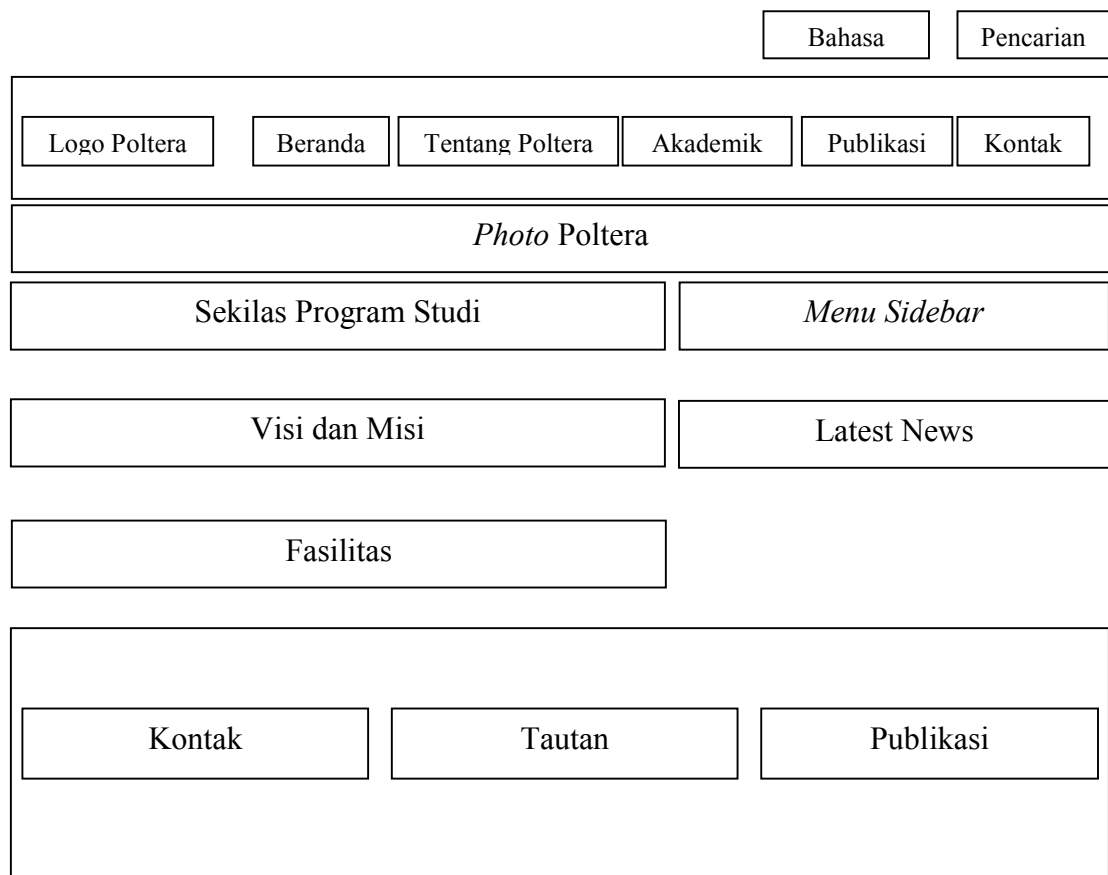 Bahasa
Pencarian
Logo Poltera
Beranda
Tentang Poltera
Akademik
Publikasi
Kontak
Photo Poltera
Sekilas Program Studi
Menu Sidebar
Visi dan Misi
Latest News
Fasilitas
Kontak
Tautan
Publikasi